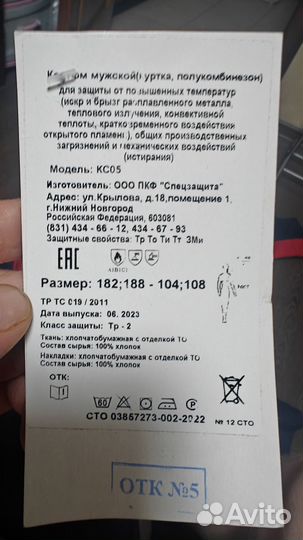 Костюм мужской(куртка, полукомбинезон)
для защиты от повышенных температур
(искр и брызг расплавленного металла,
теплового излучения, конвективной
теплоты, кратковременного воздействия
открытого пламени), общих производственных
загрязнений и механических воздействий
(истирания)
Модель: КС05
Изготовитель: ООО ПКФ "Спецзащита"
Адрес: ул.Крылова, д.18,помещение 1,
г.Нижний Новгород
Российская Федерация, 603081
(831) 434 - 66 - 12, 434 - 67 - 93
Защитные свойства: Тр То Ти Тт ЗМи
ЕАС
A1B1C1
Размер: 182;188 - 104;108
РОСТ
ТР ТС 019 / 2011
Дата выпуска: 06. 2023
Класс защиты: Тр - 2
Ткань: хлопчатобумажная с отделкой ТО
Состав сырья: 100% хлопок
Накладки: хлопчатобумажная с отделкой ТО
Состав сырья: 100% хлопок
ОТК:
P
СТО 03857273-002-2022
№ 12 СТО
ОТК №5
Avito